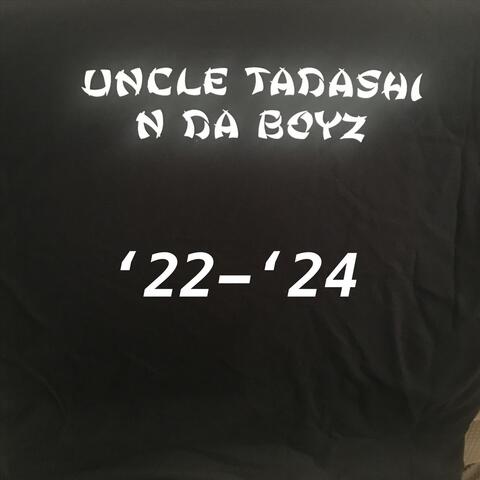 UNCLE TADASHI
N DA BOYZ
‘22-‘24